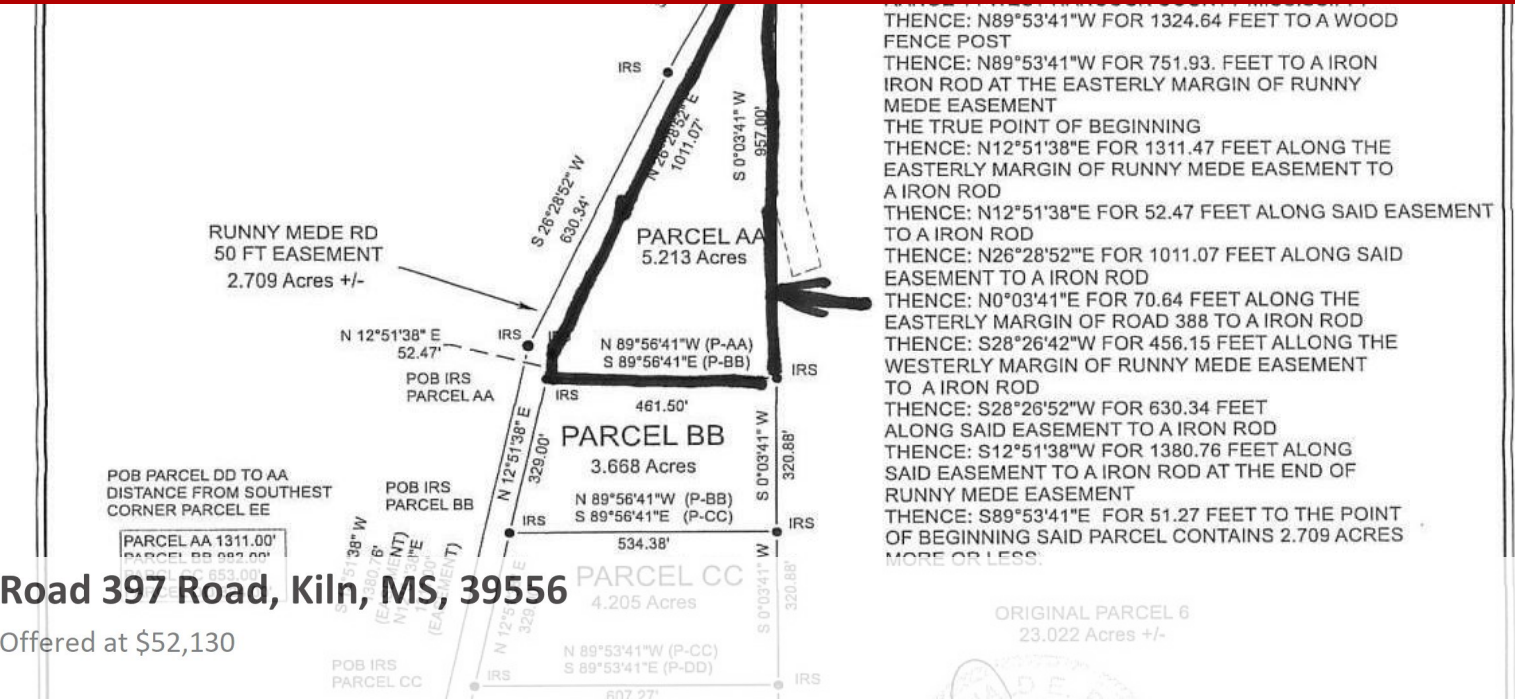 IRS
N 26°28'52" E
1011.07'
S 0°03'41" W
957.00'
S 26°28'52" W
630.34'
RUNNY MEDE RD
50 FT EASEMENT
2.709 Acres +/-
PARCEL AA
5.213 Acres
N 12°51'38" E
52.47'
IRS
N 89°56'41"W (P-AA)
S 89°56'41"E (P-BB)
IRS
POB IRS
PARCEL AA
IRS
461.50'
PARCEL BB
3.668 Acres
N 12°51'38" E
329.00'
S 0°03'41" W
320.88'
POB PARCEL DD TO AA
DISTANCE FROM SOUTHEST
CORNER PARCEL EE
POB IRS
PARCEL BB
N 89°56'41"W (P-BB)
S 89°56'41"E (P-CC)
IRS
IRS
534.38'
PARCEL AA 1311.00'
PARCEL BB 982.00'
PARCEL CC 653.00'
1380.76'
(EASEMENT)
PARCEL CC
4.205 Acres
S 0°03'41" W
320.88'
N 89°53'41"W (P-CC)
S 89°53'41"E (P-DD)
POB IRS
PARCEL CC
IRS
IRS
607.27'
THENCE: N89°53'41"W FOR 1324.64 FEET TO A WOOD
FENCE POST
THENCE: N89°53'41"W FOR 751.93. FEET TO A IRON
IRON ROD AT THE EASTERLY MARGIN OF RUNNY
MEDE EASEMENT
THE TRUE POINT OF BEGINNING
THENCE: N12°51'38"E FOR 1311.47 FEET ALONG THE
EASTERLY MARGIN OF RUNNY MEDE EASEMENT TO
A IRON ROD
THENCE: N12°51'38"E FOR 52.47 FEET ALONG SAID EASEMENT
TO A IRON ROD
THENCE: N26°28'52'"E FOR 1011.07 FEET ALONG SAID
EASEMENT TO A IRON ROD
THENCE: N0°03'41"E FOR 70.64 FEET ALONG THE
EASTERLY MARGIN OF ROAD 388 TO A IRON ROD
THENCE: S28°26'42"W FOR 456.15 FEET ALLONG THE
WESTERLY MARGIN OF RUNNY MEDE EASEMENT
TO A IRON ROD
THENCE: S28°26'52"W FOR 630.34 FEET
ALONG SAID EASEMENT TO A IRON ROD
THENCE: S12°51'38"W FOR 1380.76 FEET ALONG
SAID EASEMENT TO A IRON ROD AT THE END OF
RUNNY MEDE EASEMENT
THENCE: S89°53'41"E FOR 51.27 FEET TO THE POINT
OF BEGINNING SAID PARCEL CONTAINS 2.709 ACRES
MORE OR LESS.
ORIGINAL PARCEL 6
23.022 Acres +/-
Road 397 Road, Kiln, MS, 39556
Offered at $52,130